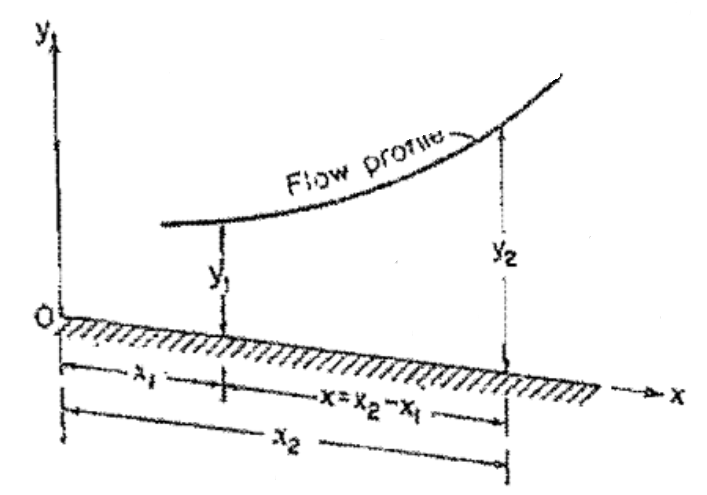 y
Flow profile
y₁
y₂
O
x
x₁
x=x₂-x₁
x₂